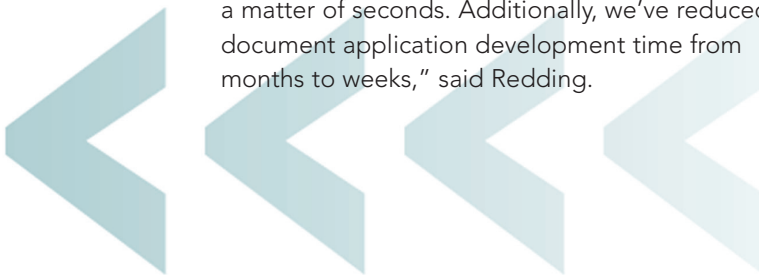 a matter of seconds. Additionally, we’ve reduced
document application development time from
months to weeks,” said Redding.